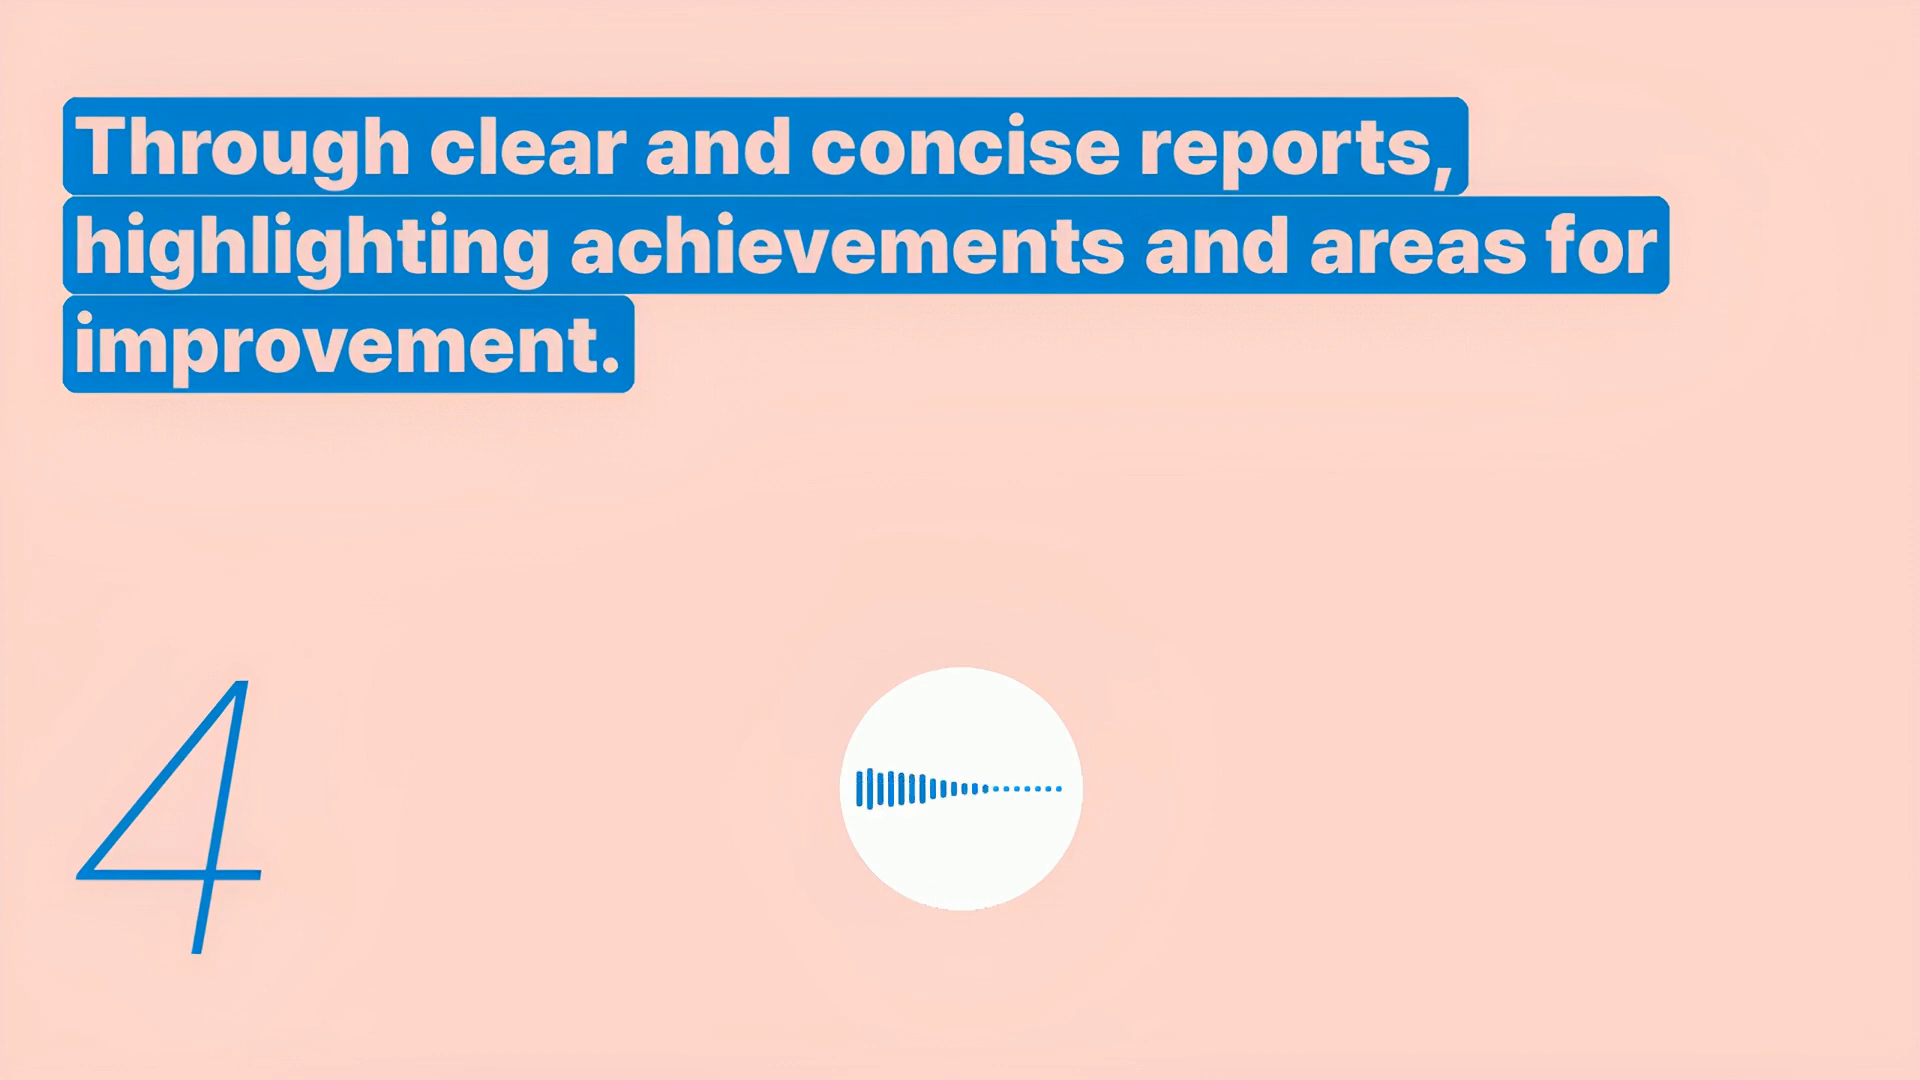 Through clear and concise reports,
highlighting achievements and areas for
improvement.
4